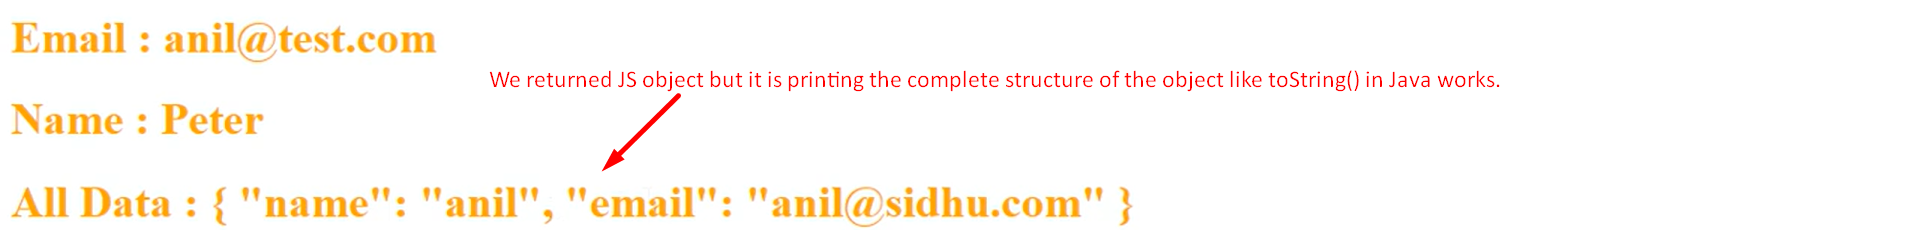 Email : anil@test.com
We returned JS object but it is printing the complete structure of the object like toString() in Java works.
Name : Peter
All Data : { "name": "anil", "email": "anil@sidhu.com" }